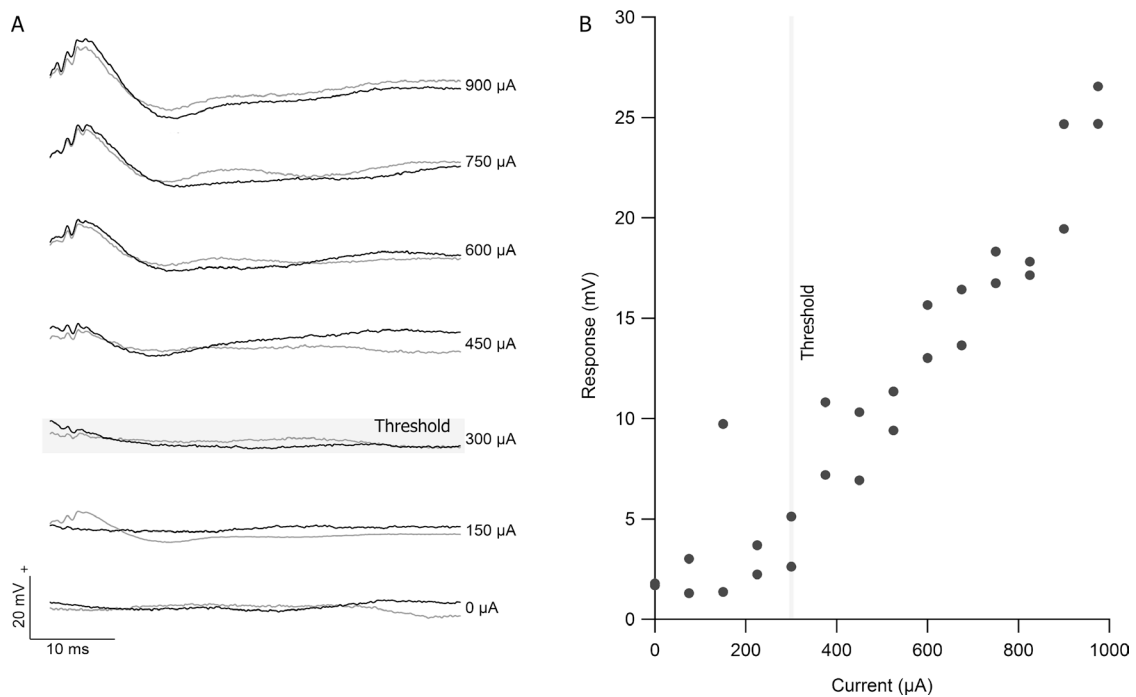 A
900 µA
750 µA
600 µA
450 µA
Threshold
300 µA
150 µA
+
20 mV
0 µA
10 ms
B
30
25
20
15
10
5
0
Response (mV)
Threshold
0
200
400
600
800
1000
Current (µA)